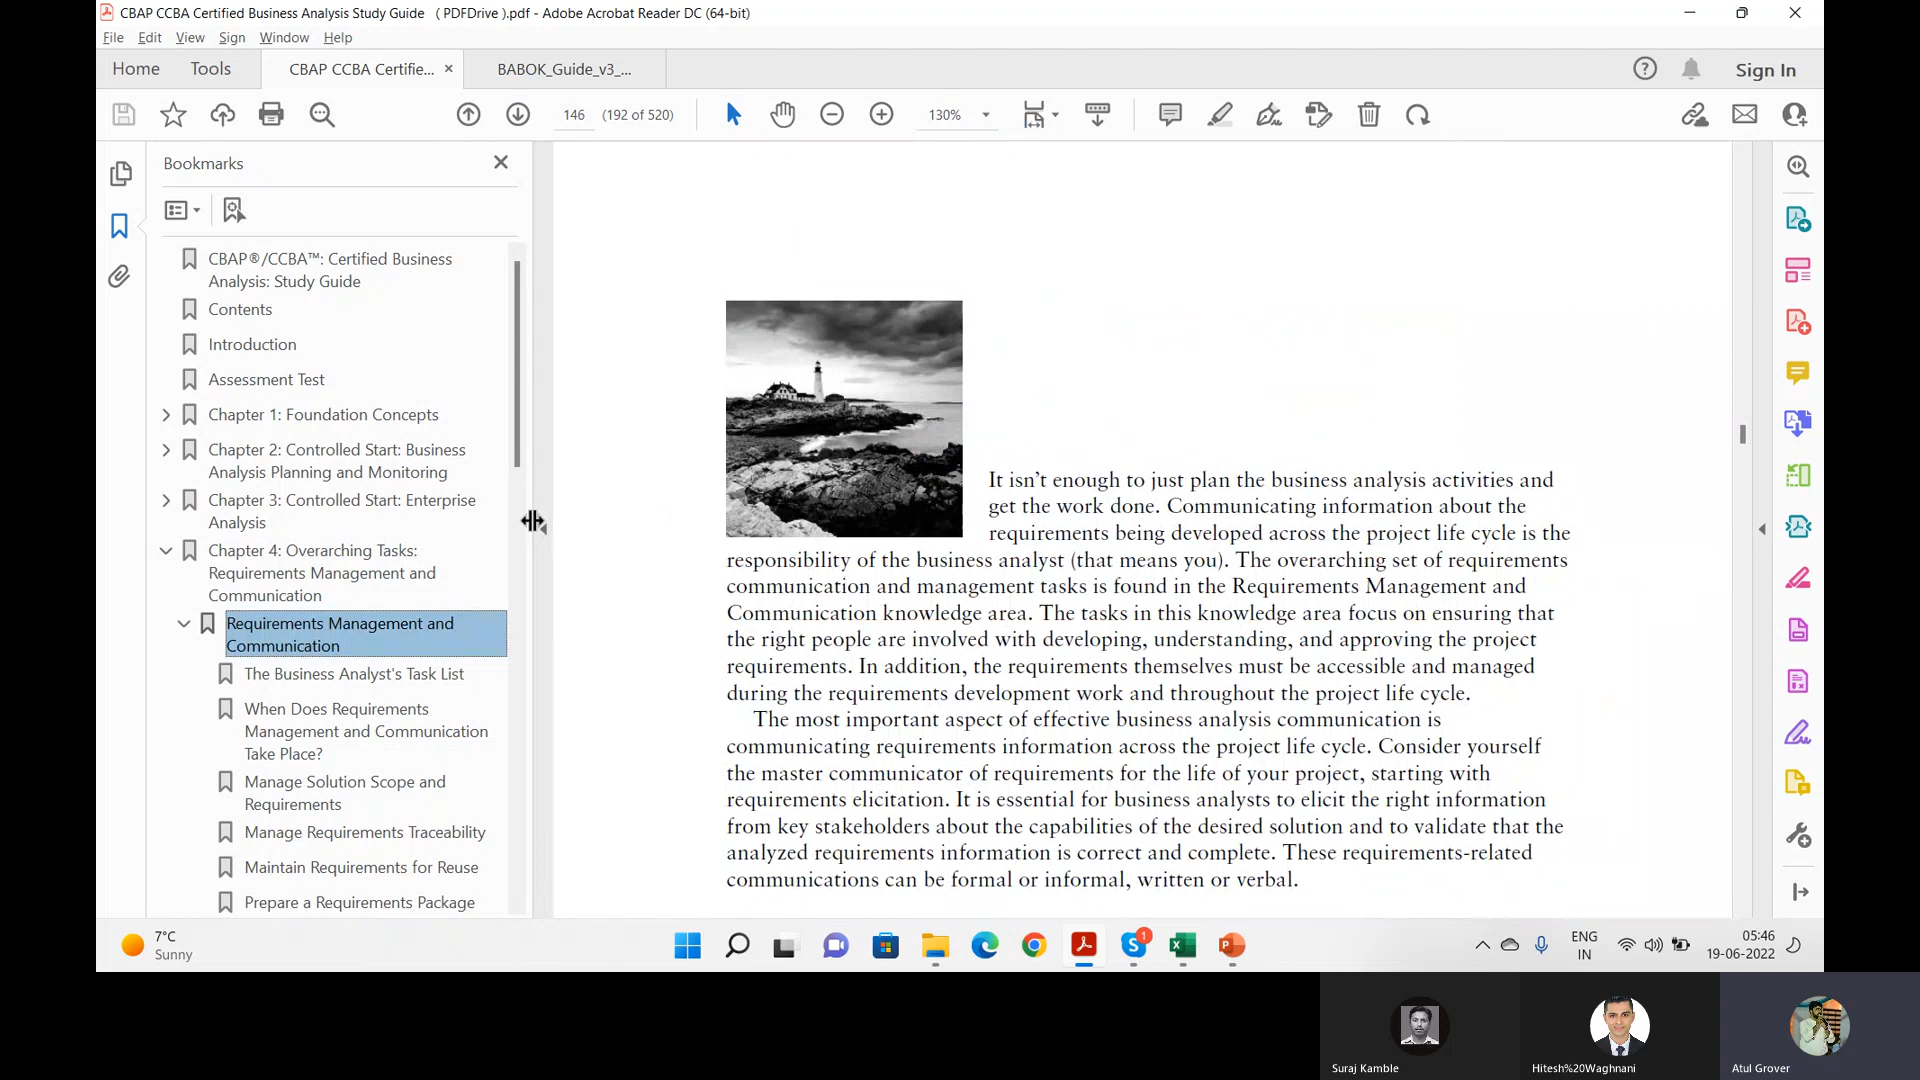 CBAP CCBA Certified Business Analysis Study Guide ( PDFDrive ).pdf - Adobe Acrobat Reader DC (64-bit)
File Edit View Sign Window Help
Home Tools CBAP CCBA Certifie... × BABOK_Guide_v3_... Sign In
146 (192 of 520) 130%
Bookmarks
CBAP®/CCBA™: Certified Business
Analysis: Study Guide
Contents
Introduction
Assessment Test
Chapter 1: Foundation Concepts
Chapter 2: Controlled Start: Business
Analysis Planning and Monitoring
Chapter 3: Controlled Start: Enterprise
Analysis
Chapter 4: Overarching Tasks:
Requirements Management and
Communication
Requirements Management and
Communication
The Business Analyst's Task List
When Does Requirements
Management and Communication
Take Place?
Manage Solution Scope and
Requirements
Manage Requirements Traceability
Maintain Requirements for Reuse
Prepare a Requirements Package
It isn't enough to just plan the business analysis activities and
get the work done. Communicating information about the
requirements being developed across the project life cycle is the
responsibility of the business analyst (that means you). The overarching set of requirements
communication and management tasks is found in the Requirements Management and
Communication knowledge area. The tasks in this knowledge area focus on ensuring that
the right people are involved with developing, understanding, and approving the project
requirements. In addition, the requirements themselves must be accessible and managed
during the requirements development work and throughout the project life cycle.
The most important aspect of effective business analysis communication is
communicating requirements information across the project life cycle. Consider yourself
the master communicator of requirements for the life of your project, starting with
requirements elicitation. It is essential for business analysts to elicit the right information
from key stakeholders about the capabilities of the desired solution and to validate that the
analyzed requirements information is correct and complete. These requirements-related
communications can be formal or informal, written or verbal.
7°C
Sunny
1
ENG
IN
05:46
19-06-2022
Suraj Kamble
Hitesh%20Waghnani
Atul Grover